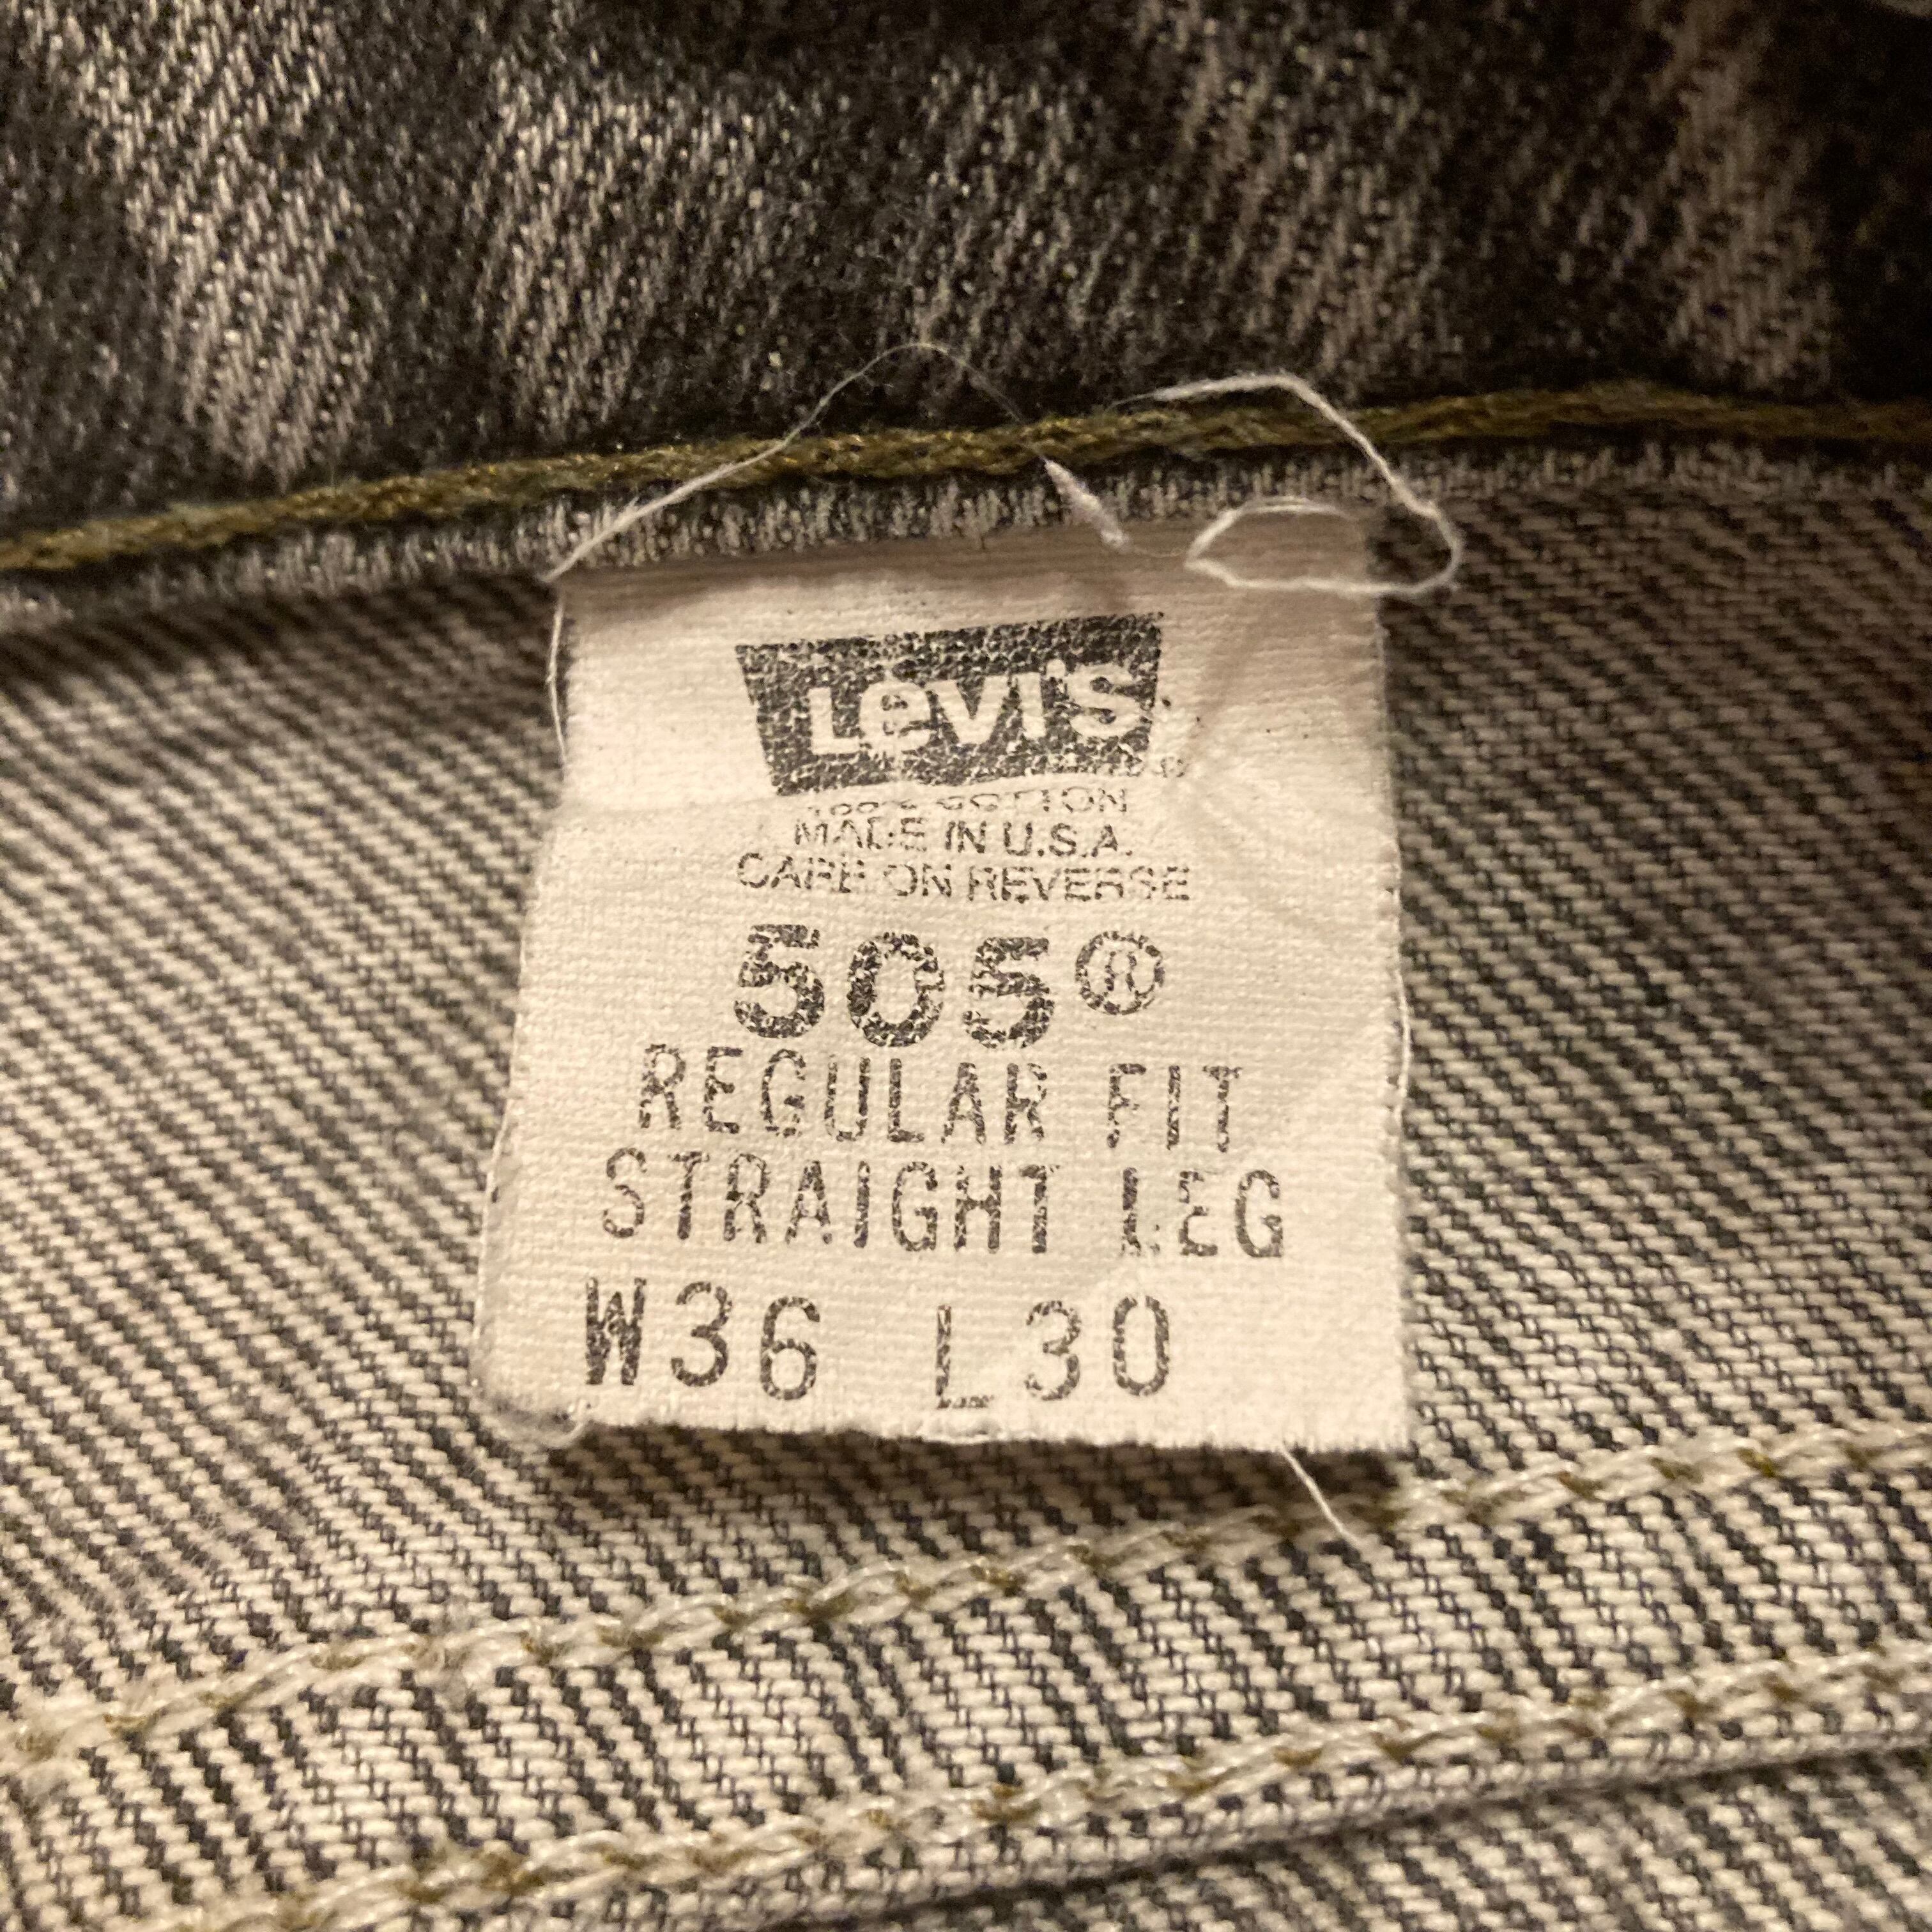 Levi's
100% COTTON
MADE IN U.S.A.
CARE ON REVERSE
505®
REGULAR FIT
STRAIGHT LEG
W36 L30